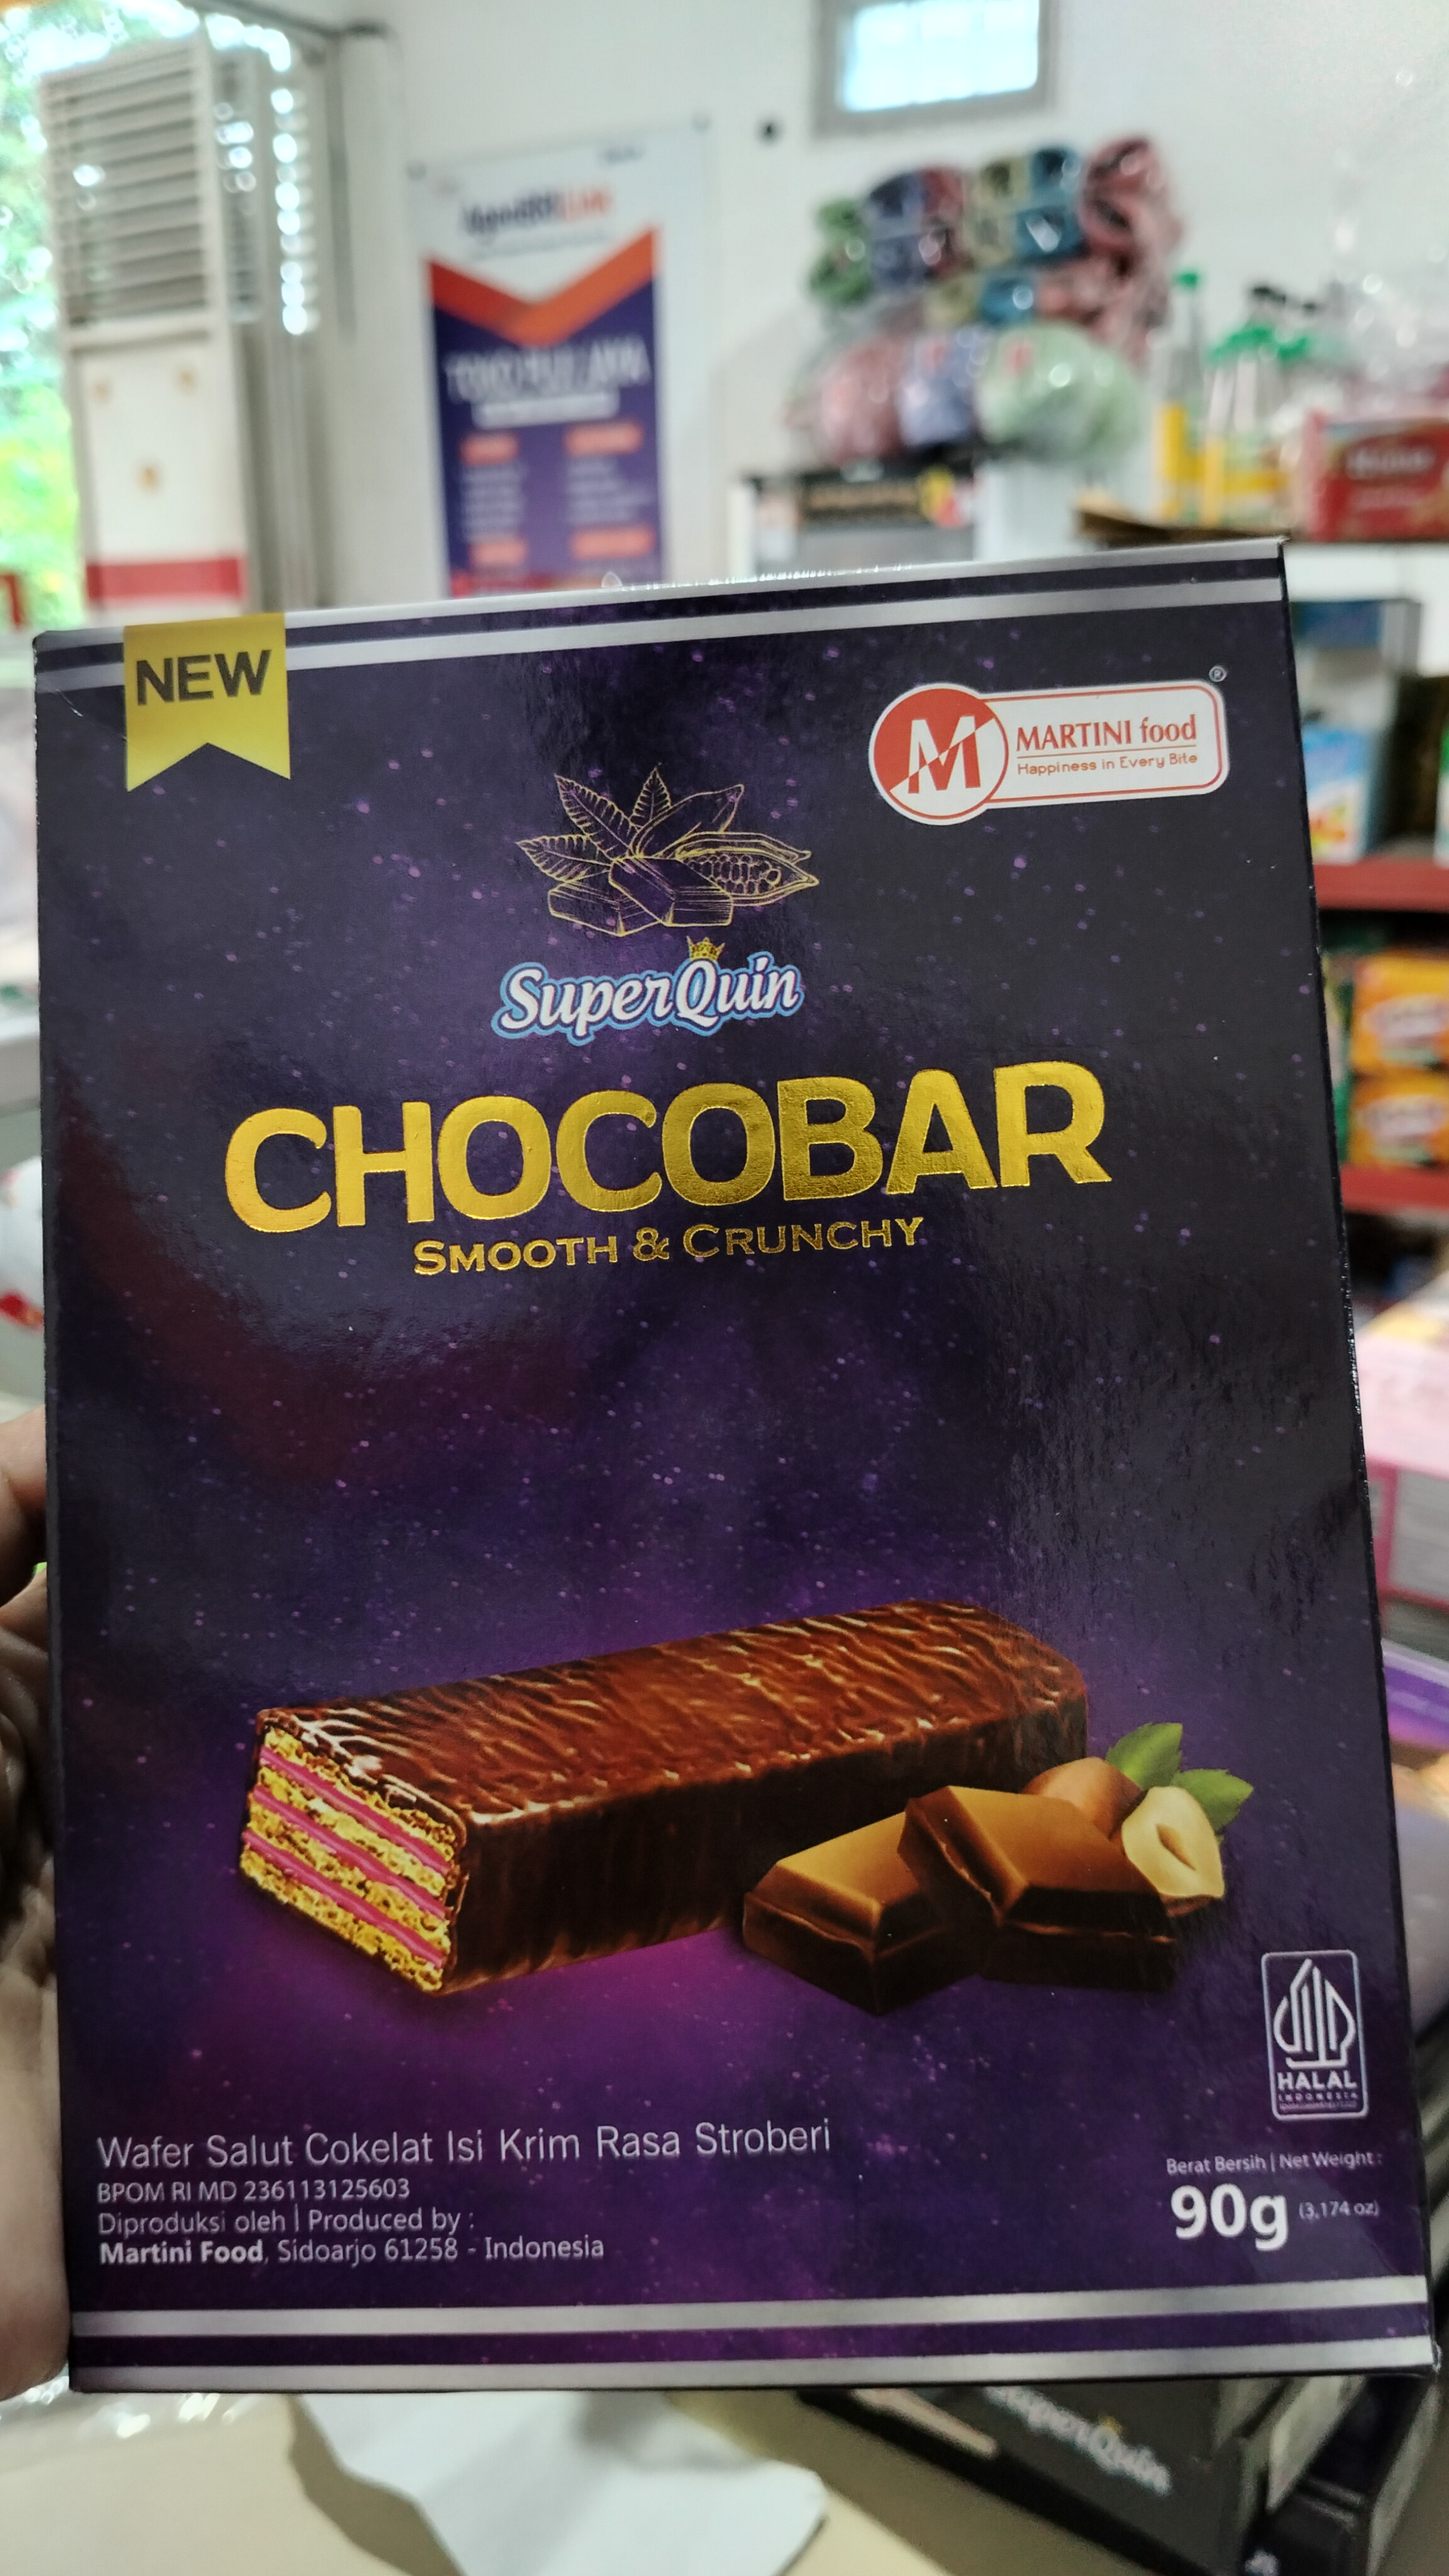 NEW
M
MARTINI food
®
Happiness in Every Bite
SuperQuin
CHOCOBAR
SMOOTH & CRUNCHY
HALAL
INDONESIA
Wafer Salut Cokelat Isi Krim Rasa Stroberi
BPOM RI MD 236113125603
Diproduksi oleh | Produced by :
Martini Food, Sidoarjo 61258 - Indonesia
Berat Bersih | Net Weight :
90g (3,174 oz)
SuperQuin